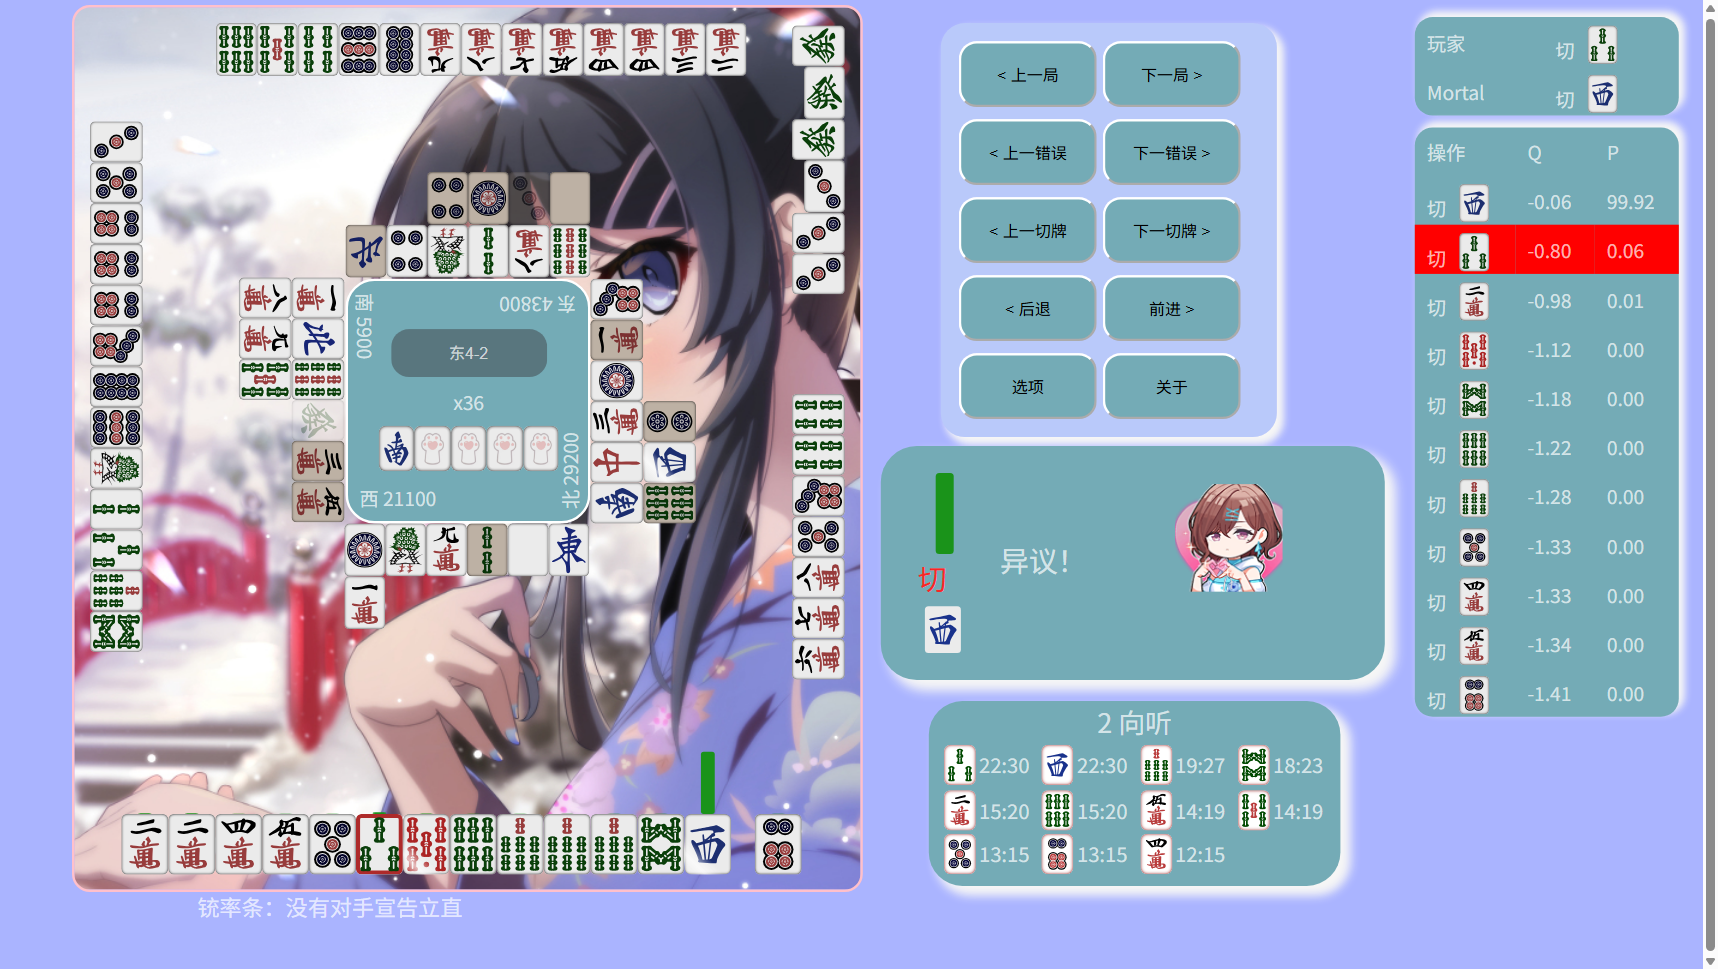 东 43800
南 5900
东4-2
x36
北 29200
西 21100
铳率条：没有对手宣告立直
< 上一局
下一局 >
< 上一错误
下一错误 >
< 上一切牌
下一切牌 >
< 后退
前进 >
选项
关于
切
异议！
2 向听
22:30 22:30 19:27 18:23
15:20 15:20 14:19 14:19
13:15 13:15 12:15
玩家 切
Mortal 切
操作 Q P
切 -0.06 99.92
切 -0.80 0.06
切 -0.98 0.01
切 -1.12 0.00
切 -1.18 0.00
切 -1.22 0.00
切 -1.28 0.00
切 -1.33 0.00
切 -1.33 0.00
切 -1.34 0.00
切 -1.41 0.00